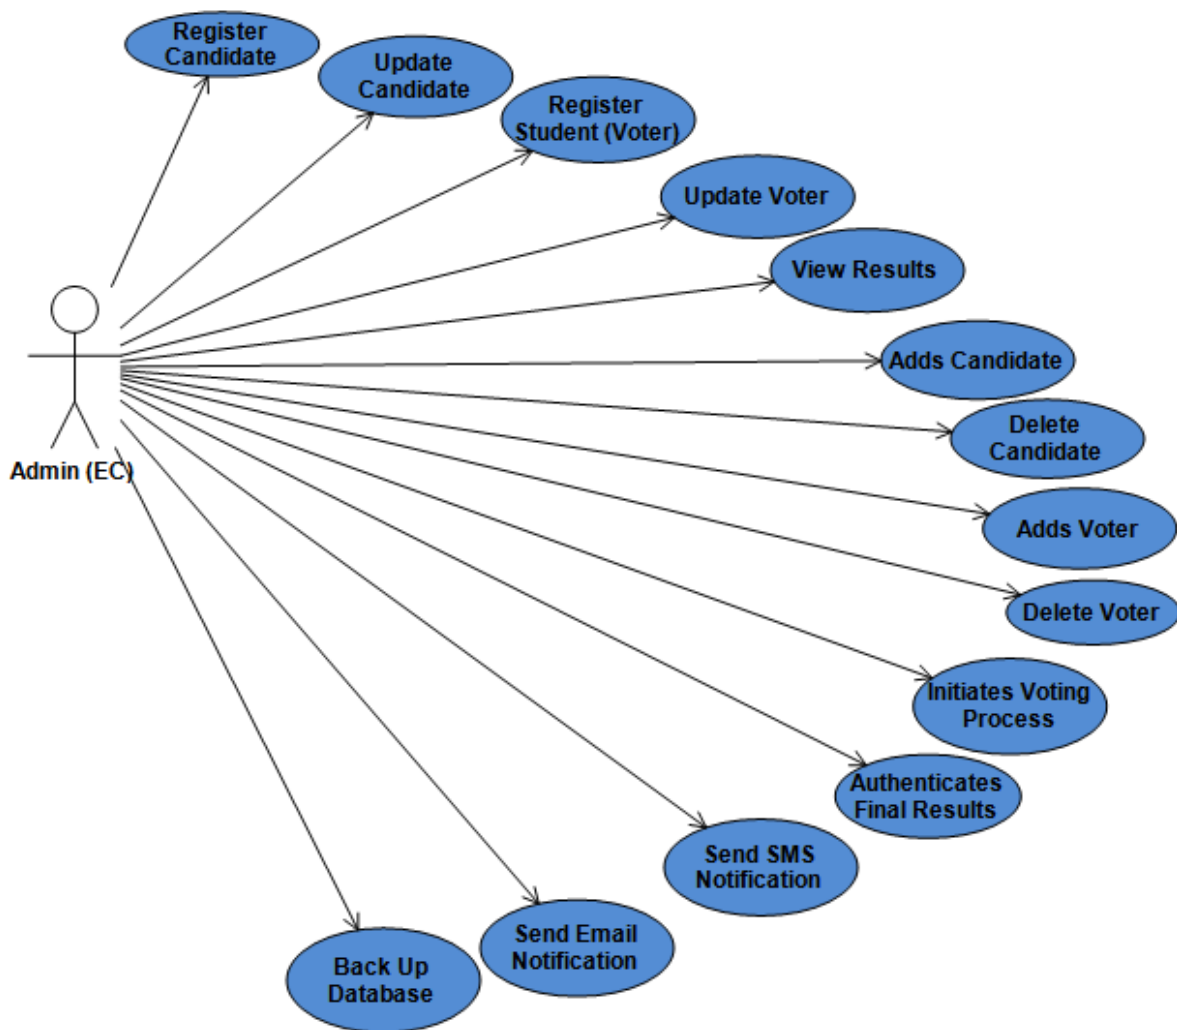 Register
Candidate
Update
Candidate
Register
Student (Voter)
Update Voter
View Results
Adds Candidate
Delete
Candidate
Adds Voter
Delete Voter
Initiates Voting
Process
Authenticates
Final Results
Send SMS
Notification
Send Email
Notification
Back Up
Database
Admin (EC)